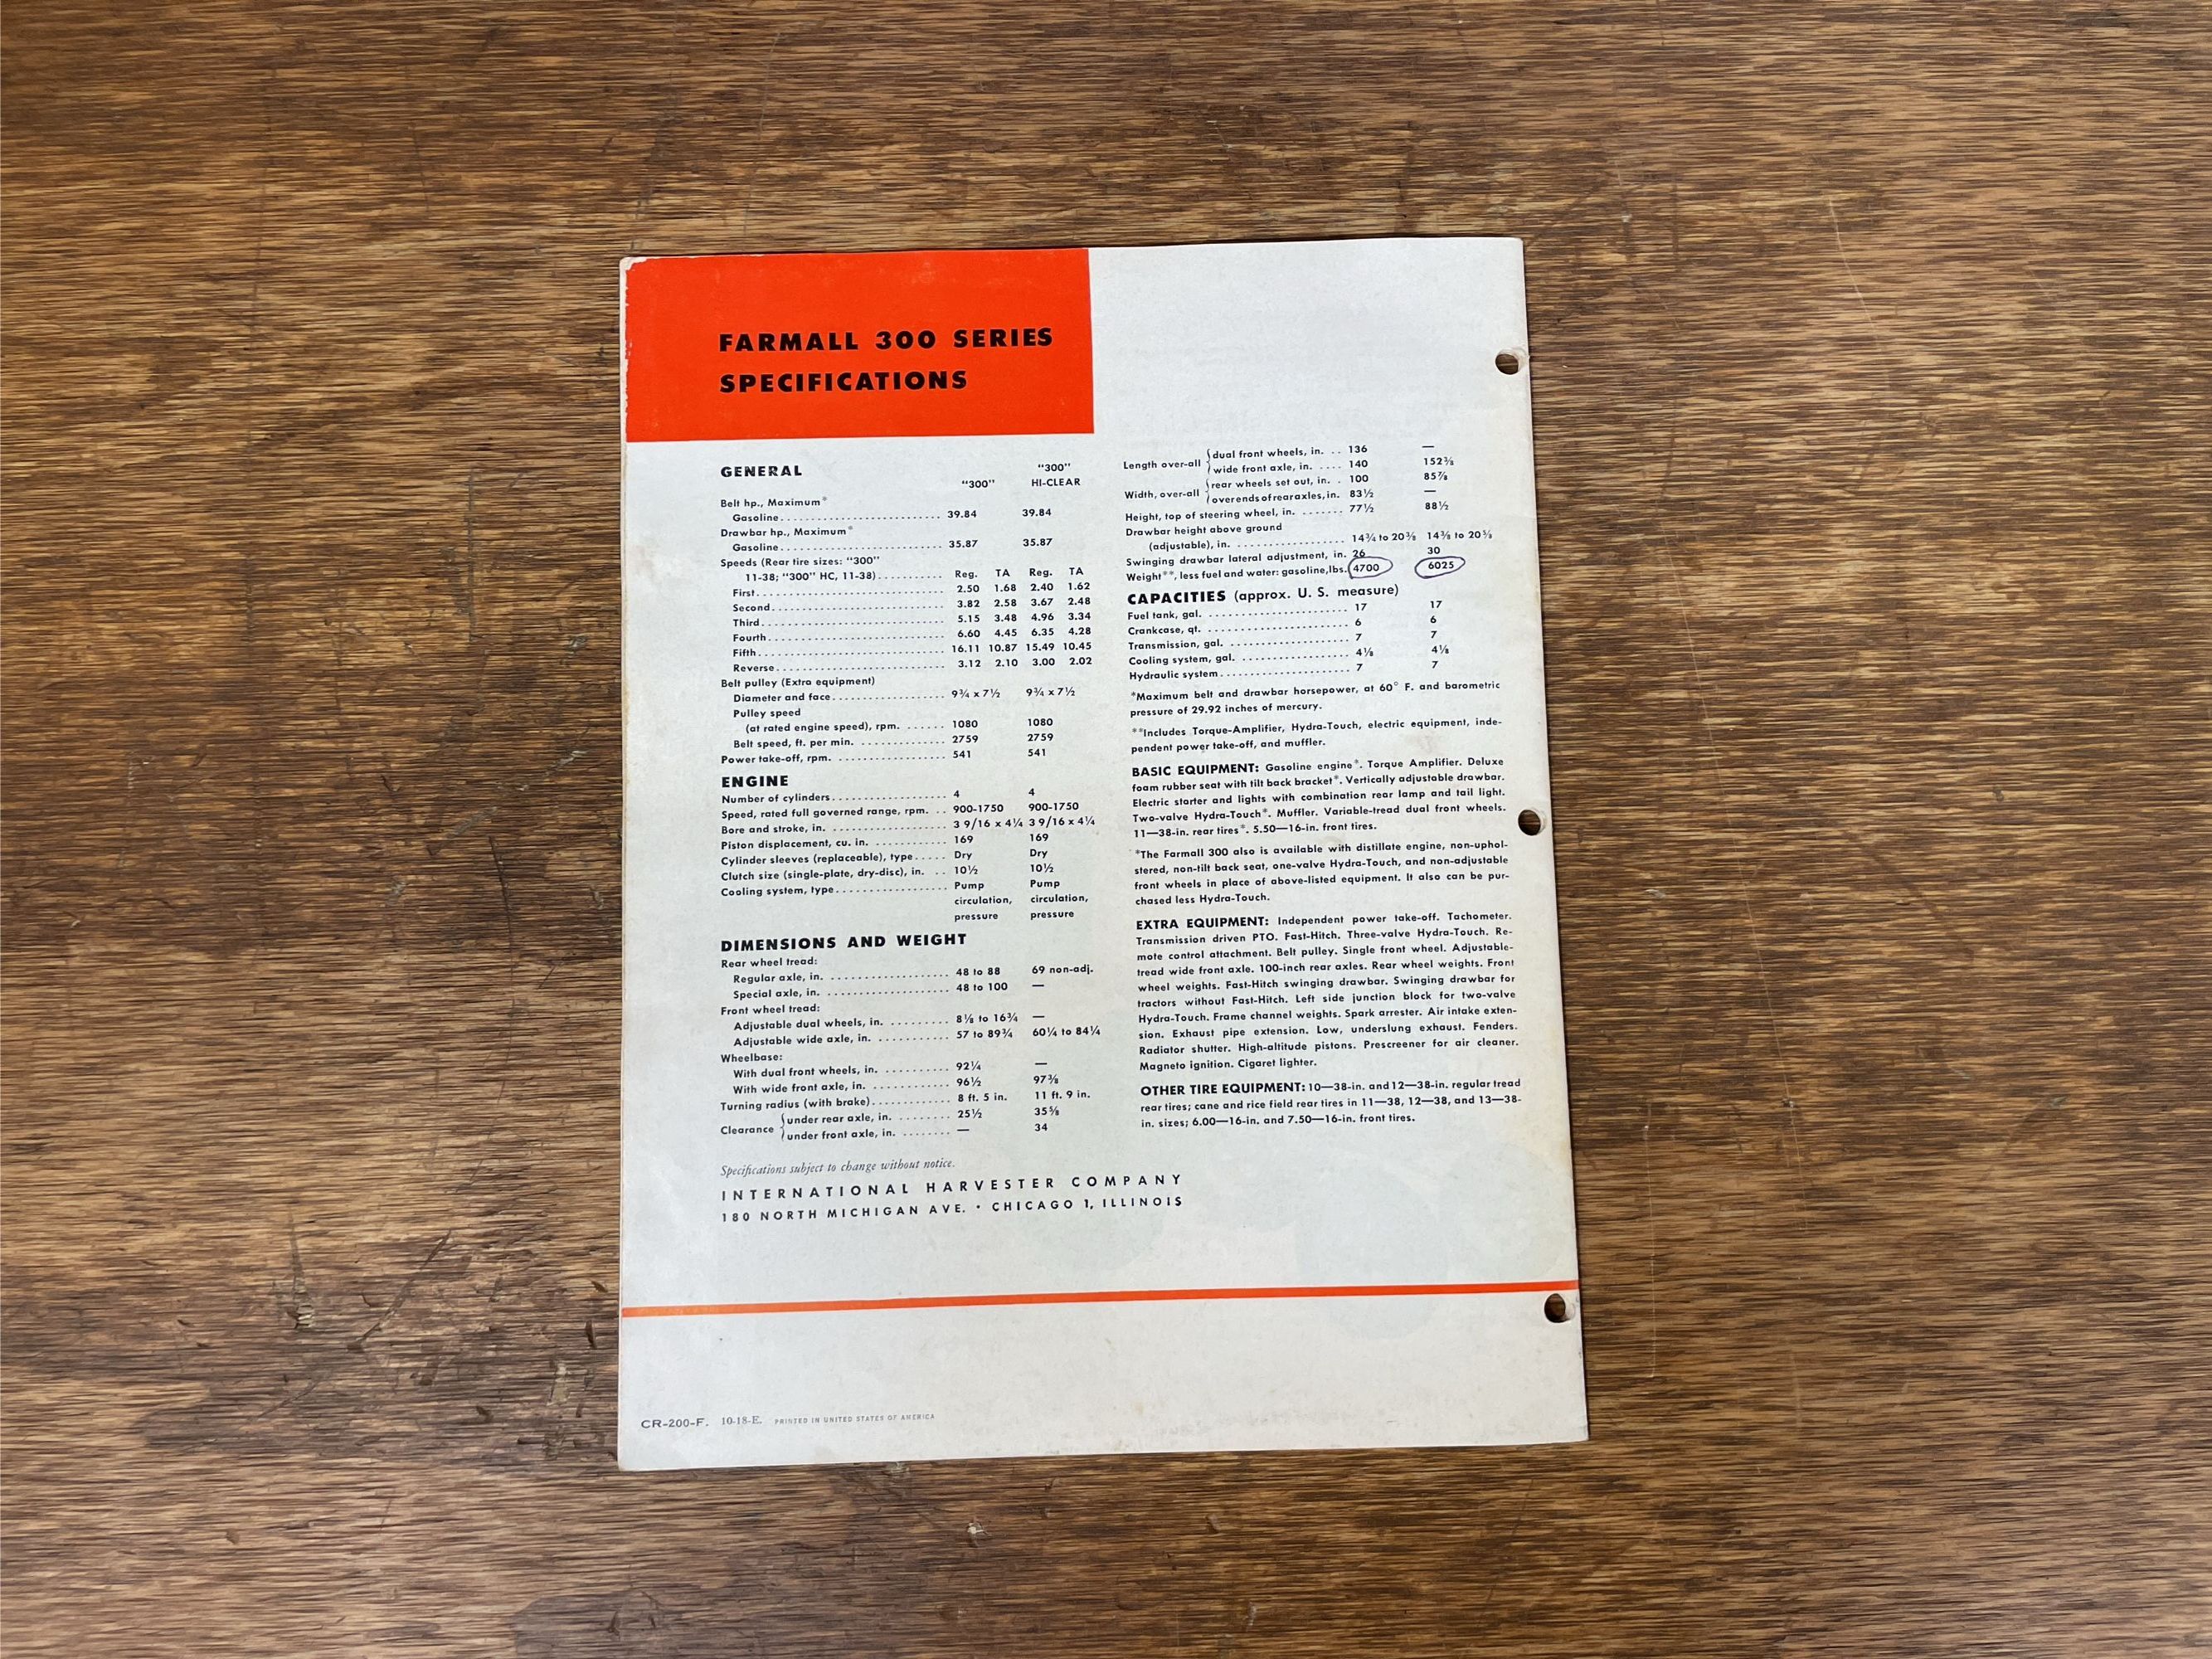 FARMALL 300 SERIES
SPECIFICATIONS
GENERAL "300" "300" HI-CLEAR
Belt hp., Maximum*
Gasoline 39.84 39.84
Drawbar hp., Maximum*
Gasoline 35.87 35.87
Speeds (Rear tire sizes: "300"
11-38; "300" HC, 11-38) Reg. TA Reg. TA
First 2.50 1.68 2.40 1.62
Second 3.82 2.58 3.67 2.48
Third 5.15 3.48 4.96 3.34
Fourth 6.60 4.45 6.35 4.28
Fifth 16.11 10.87 15.49 10.45
Reverse 3.12 2.10 3.00 2.02
Belt pulley (Extra equipment)
Diameter and face 9¾ x 7½ 9¾ x 7½
Pulley speed
(at rated engine speed), rpm. 1080 1080
Belt speed, ft. per min. 2759 2759
Power take-off, rpm. 541 541
ENGINE
Number of cylinders 4 4
Speed, rated full governed range, rpm. 900-1750 900-1750
Bore and stroke, in. 3 9/16 x 4¼ 3 9/16 x 4¼
Piston displacement, cu. in. 169 169
Cylinder sleeves (replaceable), type Dry Dry
Clutch size (single-plate, dry-disc), in. 10½ 10½
Cooling system, type Pump Pump
circulation, circulation,
pressure pressure
DIMENSIONS AND WEIGHT
Rear wheel tread:
Regular axle, in. 48 to 88 69 non-adj.
Special axle, in. 48 to 100 —
Front wheel tread:
Adjustable dual wheels, in. 8⅛ to 16¾ —
Adjustable wide axle, in. 57 to 89¾ 60¼ to 84¼
Wheelbase:
With dual front wheels, in. 92¼ —
With wide front axle, in. 96½ 97⅜
Turning radius (with brake) 8 ft. 5 in. 11 ft. 9 in.
Clearance under rear axle, in. 25½ 35⅝
under front axle, in. — 34
Length over-all dual front wheels, in. 136 —
wide front axle, in. 140 152⅜
Width, over-all rear wheels set out, in. 100 85⅞
over ends of rear axles, in. 83½ —
Height, top of steering wheel, in. 77½ 88½
Drawbar height above ground
(adjustable), in. 14¾ to 20⅜ 14⅜ to 20⅝
Swinging drawbar lateral adjustment, in. 26 30
Weight**, less fuel and water: gasoline, lbs. 4700 6025
CAPACITIES (approx. U. S. measure)
Fuel tank, gal. 17 17
Crankcase, qt. 6 6
Transmission, gal. 7 7
Cooling system, gal. 4⅛ 4⅛
Hydraulic system 7 7
*Maximum belt and drawbar horsepower, at 60° F. and barometric
pressure of 29.92 inches of mercury.
**Includes Torque-Amplifier, Hydra-Touch, electric equipment, inde-
pendent power take-off, and muffler.
BASIC EQUIPMENT: Gasoline engine*. Torque Amplifier. Deluxe
foam rubber seat with tilt back bracket*. Vertically adjustable drawbar.
Electric starter and lights with combination rear lamp and tail light.
Two-valve Hydra-Touch*. Muffler. Variable-tread dual front wheels.
11—38-in. rear tires*. 5.50—16-in. front tires.
*The Farmall 300 also is available with distillate engine, non-uphol-
stered, non-tilt back seat, one-valve Hydra-Touch, and non-adjustable
front wheels in place of above-listed equipment. It also can be pur-
chased less Hydra-Touch.
EXTRA EQUIPMENT: Independent power take-off. Tachometer.
Transmission driven PTO. Fast-Hitch. Three-valve Hydra-Touch. Re-
mote control attachment. Belt pulley. Single front wheel. Adjustable-
tread wide front axle. 100-inch rear axles. Rear wheel weights. Front
wheel weights. Fast-Hitch swinging drawbar. Swinging drawbar for
tractors without Fast-Hitch. Left side junction block for two-valve
Hydra-Touch. Frame channel weights. Spark arrester. Air intake exten-
sion. Exhaust pipe extension. Low, underslung exhaust. Fenders.
Radiator shutter. High-altitude pistons. Prescreener for air cleaner.
Magneto ignition. Cigaret lighter.
OTHER TIRE EQUIPMENT: 10—38-in. and 12—38-in. regular tread
rear tires; cane and rice field rear tires in 11—38, 12—38, and 13—38-
in. sizes; 6.00—16-in. and 7.50—16-in. front tires.
Specifications subject to change without notice.
INTERNATIONAL HARVESTER COMPANY
180 NORTH MICHIGAN AVE. • CHICAGO 1, ILLINOIS
CR-200-F. 10-18-E. PRINTED IN UNITED STATES OF AMERICA